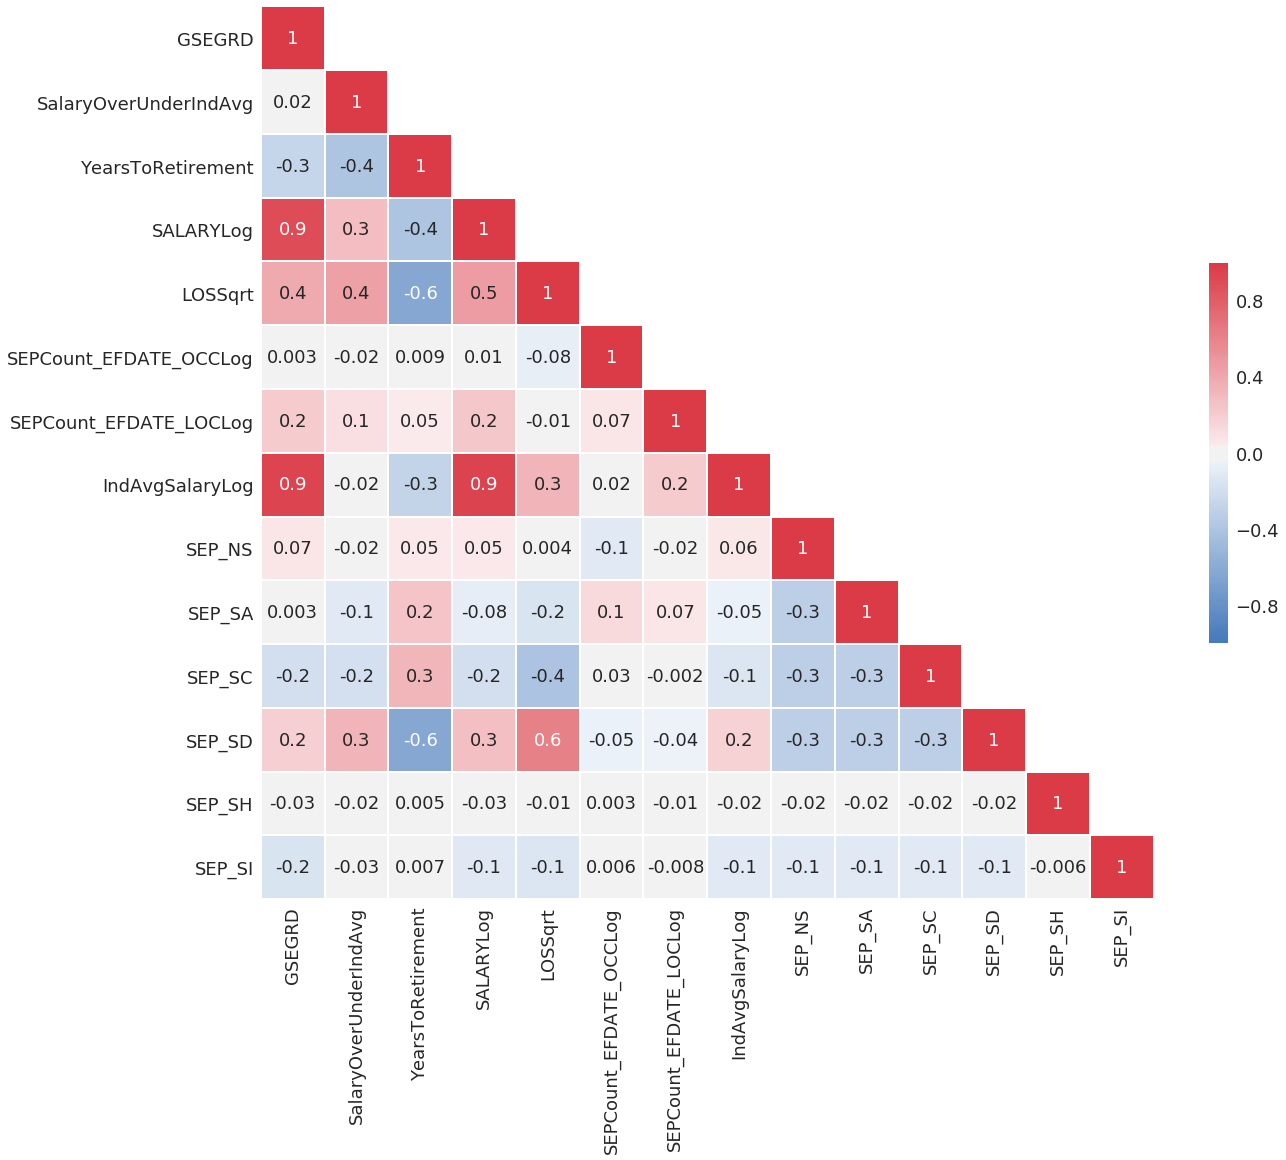 GSEGRD 1
SalaryOverUnderIndAvg 0.02 1
YearsToRetirement -0.3 -0.4 1
SALARYLog 0.9 0.3 -0.4 1
LOSSqrt 0.4 0.4 -0.6 0.5 1
SEPCount_EFDATE_OCCLog 0.003 -0.02 0.009 0.01 -0.08 1
SEPCount_EFDATE_LOCLog 0.2 0.1 0.05 0.2 -0.01 0.07 1
IndAvgSalaryLog 0.9 -0.02 -0.3 0.9 0.3 0.02 0.2 1
SEP_NS 0.07 -0.02 0.05 0.05 0.004 -0.1 -0.02 0.06 1
SEP_SA 0.003 -0.1 0.2 -0.08 -0.2 0.1 0.07 -0.05 -0.3 1
SEP_SC -0.2 -0.2 0.3 -0.2 -0.4 0.03 -0.002 -0.1 -0.3 -0.3 1
SEP_SD 0.2 0.3 -0.6 0.3 0.6 -0.05 -0.04 0.2 -0.3 -0.3 -0.3 1
SEP_SH -0.03 -0.02 0.005 -0.03 -0.01 0.003 -0.01 -0.02 -0.02 -0.02 -0.02 -0.02 1
SEP_SI -0.2 -0.03 0.007 -0.1 -0.1 0.006 -0.008 -0.1 -0.1 -0.1 -0.1 -0.1 -0.006 1
GSEGRD
SalaryOverUnderIndAvg
YearsToRetirement
SALARYLog
LOSSqrt
SEPCount_EFDATE_OCCLog
SEPCount_EFDATE_LOCLog
IndAvgSalaryLog
SEP_NS
SEP_SA
SEP_SC
SEP_SD
SEP_SH
SEP_SI
0.8
0.4
0.0
−0.4
−0.8